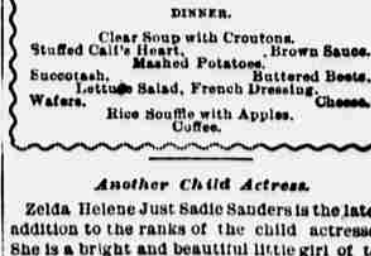 DINNER.
Clear Soup with Croutons.
Stuffed Calf's Heart, Brown Sauce.
Mashed Potatoes.
Succotash, Buttered Beets.
Lettuce Salad, French Dressing.
Wafers. Cheese.
Rice Souffle with Apples.
Coffee.
Another Child Actress.
Zelda Helene Just Sadie Sanders is the late
addition to the ranks of the child actresse
She is a bright and beautiful little girl of t